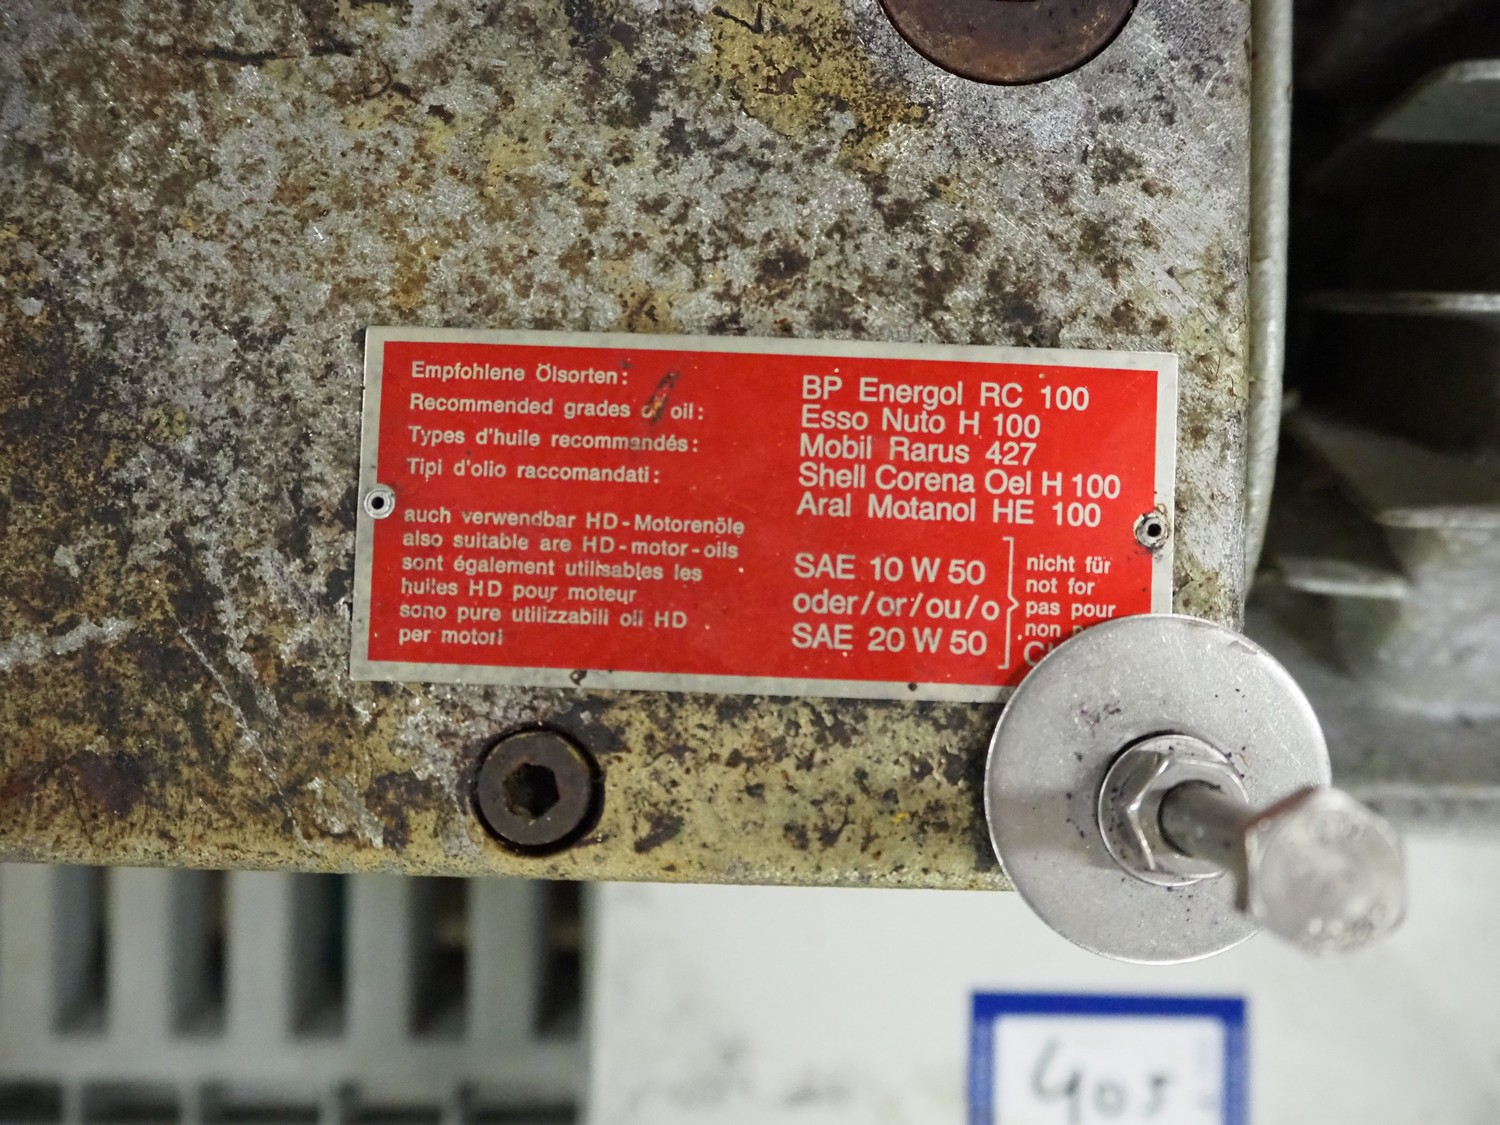 Empfohlene Ölsorten:
Recommended grades of oil:
Types d'huile recommandés:
Tipi d'olio raccomandati:
BP Energol RC 100
Esso Nuto H 100
Mobil Rarus 427
Shell Corena Oel H 100
Aral Motanol HE 100
auch verwendbar HD-Motorenöle
also suitable are HD-motor-oils
sont également utilisables les
huiles HD pour moteur
sono pure utilizzabili oli HD
per motori
SAE 10 W 50
oder/or/ou/o
SAE 20 W 50
nicht für
not for
pas pour
non
405